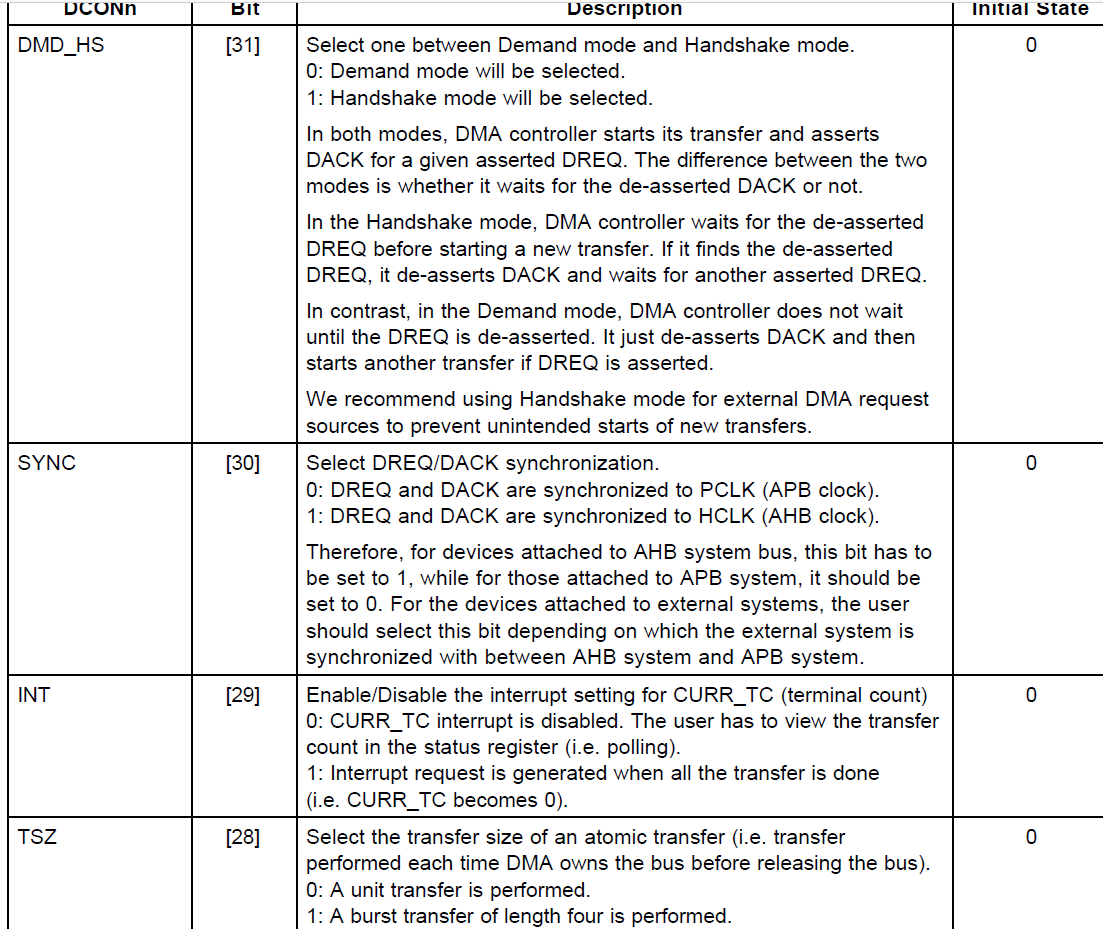 DCONn Bit Description Initial State
DMD_HS [31] Select one between Demand mode and Handshake mode. 0
0: Demand mode will be selected.
1: Handshake mode will be selected.
In both modes, DMA controller starts its transfer and asserts
DACK for a given asserted DREQ. The difference between the two
modes is whether it waits for the de-asserted DACK or not.
In the Handshake mode, DMA controller waits for the de-asserted
DREQ before starting a new transfer. If it finds the de-asserted
DREQ, it de-asserts DACK and waits for another asserted DREQ.
In contrast, in the Demand mode, DMA controller does not wait
until the DREQ is de-asserted. It just de-asserts DACK and then
starts another transfer if DREQ is asserted.
We recommend using Handshake mode for external DMA request
sources to prevent unintended starts of new transfers.
SYNC [30] Select DREQ/DACK synchronization. 0
0: DREQ and DACK are synchronized to PCLK (APB clock).
1: DREQ and DACK are synchronized to HCLK (AHB clock).
Therefore, for devices attached to AHB system bus, this bit has to
be set to 1, while for those attached to APB system, it should be
set to 0. For the devices attached to external systems, the user
should select this bit depending on which the external system is
synchronized with between AHB system and APB system.
INT [29] Enable/Disable the interrupt setting for CURR_TC (terminal count) 0
0: CURR_TC interrupt is disabled. The user has to view the transfer
count in the status register (i.e. polling).
1: Interrupt request is generated when all the transfer is done
(i.e. CURR_TC becomes 0).
TSZ [28] Select the transfer size of an atomic transfer (i.e. transfer 0
performed each time DMA owns the bus before releasing the bus).
0: A unit transfer is performed.
1: A burst transfer of length four is performed.